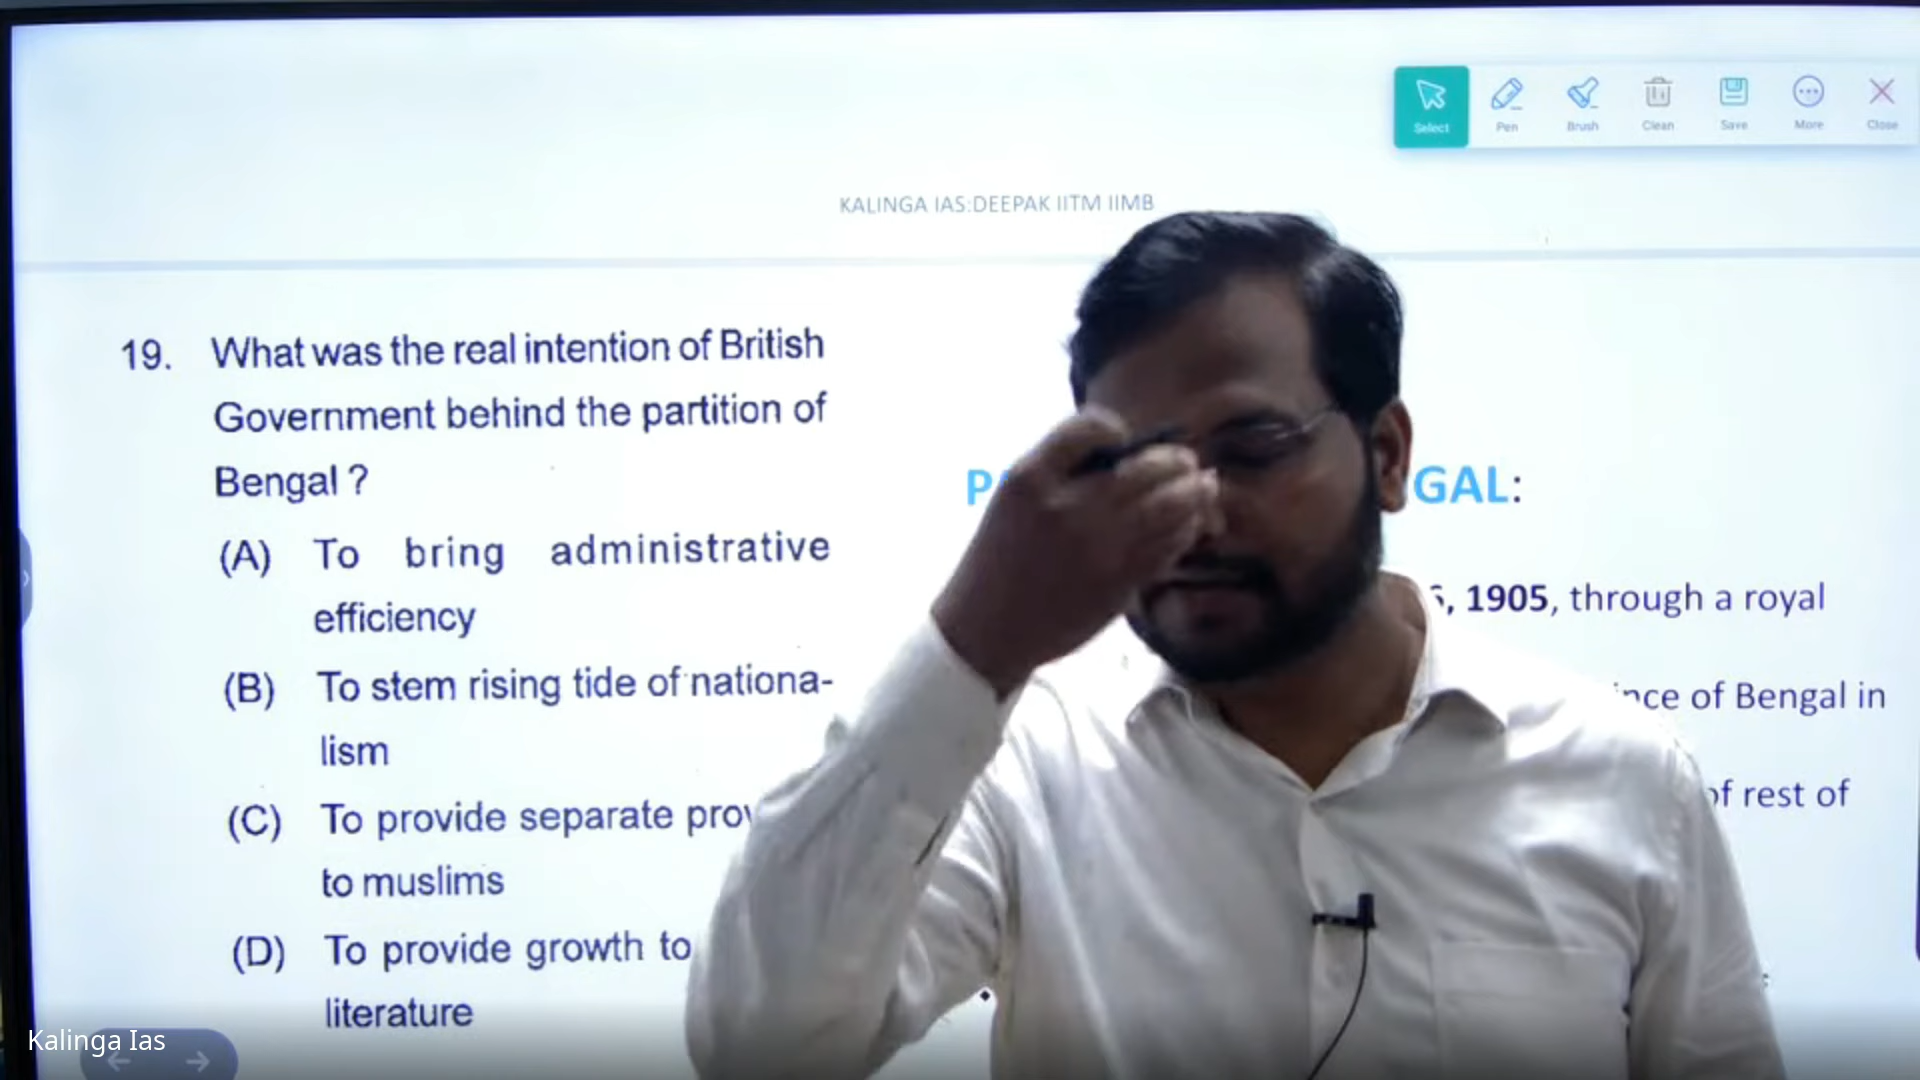 Select Pen Brush Clean Save More Close
KALINGA IAS:DEEPAK IITM IIMB
19. What was the real intention of British
Government behind the partition of
Bengal ?
(A) To bring administrative
efficiency
(B) To stem rising tide of nationa-
lism
(C) To provide separate
to muslims
(D) To provide growth to
literature
GAL:
, 1905, through a royal
of Bengal in
of rest of
Kalinga Ias